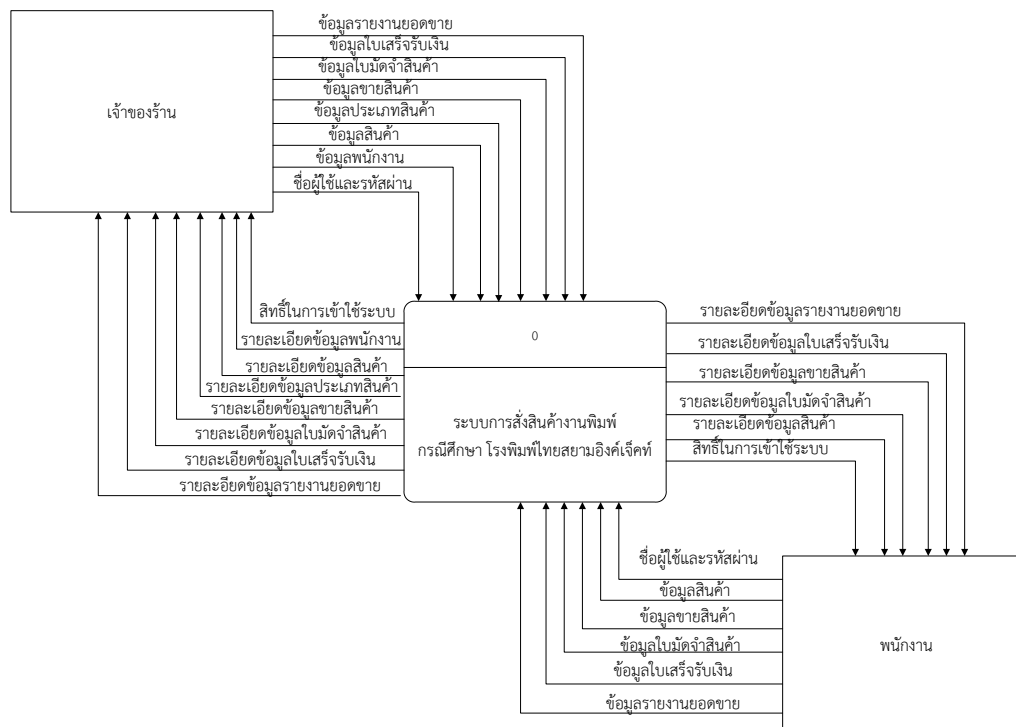 ข้อมูลรายงานยอดขาย
ข้อมูลใบเสร็จรับเงิน
ข้อมูลใบมัดจำสินค้า
ข้อมูลขายสินค้า
ข้อมูลประเภทสินค้า
ข้อมูลสินค้า
ข้อมูลพนักงาน
ชื่อผู้ใช้และรหัสผ่าน
เจ้าของร้าน
สิทธิ์ในการเข้าใช้ระบบ
รายละเอียดข้อมูลพนักงาน
รายละเอียดข้อมูลสินค้า
รายละเอียดข้อมูลประเภทสินค้า
รายละเอียดข้อมูลขายสินค้า
รายละเอียดข้อมูลใบมัดจำสินค้า
รายละเอียดข้อมูลใบเสร็จรับเงิน
รายละอียดข้อมูลรายงานยอดขาย
0
ระบบการสั่งสินค้างานพิมพ์
กรณีศึกษา โรงพิมพ์ไทยสยามอิงค์เจ็คท์
รายละอียดข้อมูลรายงานยอดขาย
รายละเอียดข้อมูลใบเสร็จรับเงิน
รายละเอียดข้อมูลขายสินค้า
รายละเอียดข้อมูลใบมัดจำสินค้า
รายละเอียดข้อมูลสินค้า
สิทธิ์ในการเข้าใช้ระบบ
ชื่อผู้ใช้และรหัสผ่าน
ข้อมูลสินค้า
ข้อมูลขายสินค้า
ข้อมูลใบมัดจำสินค้า
ข้อมูลใบเสร็จรับเงิน
ข้อมูลรายงานยอดขาย
พนักงาน